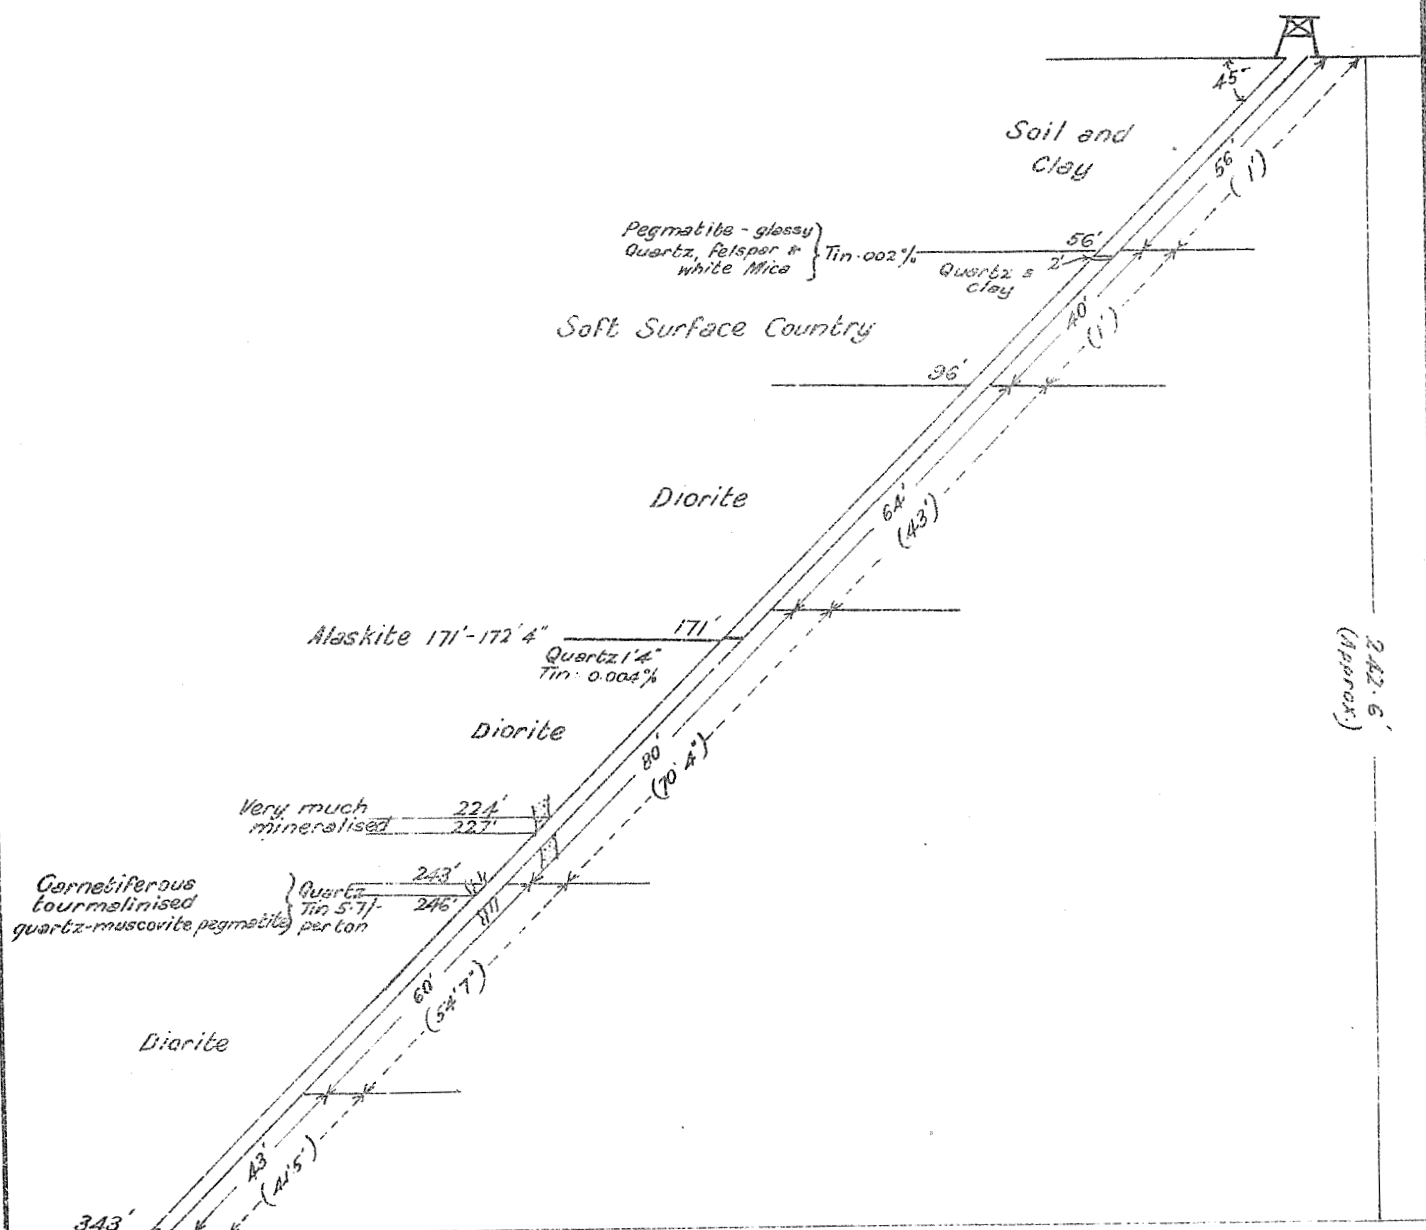 45°
Soil and
Clay
56'
(1')
Pegmatite - glassy
Quartz, Felspar &
white Mica
Tin .002%
56'
2'
Quartz &
clay
40'
(1')
Soft Surface Country
96'
Diorite
64'
(43')
Alaskite 171'-172'4"
171'
Quartz 1'4"
Tin: 0.004%
242.6'
(Approx.)
Diorite
80'
(70'4")
Very much
mineralised
224'
227'
Garnetiferous
tourmalinised
quartz-muscovite pegmatite
Quartz
Tin 5.7/-
per ton
243'
246'
60'
(54'7")
Diorite
43'
(41'5')
343'